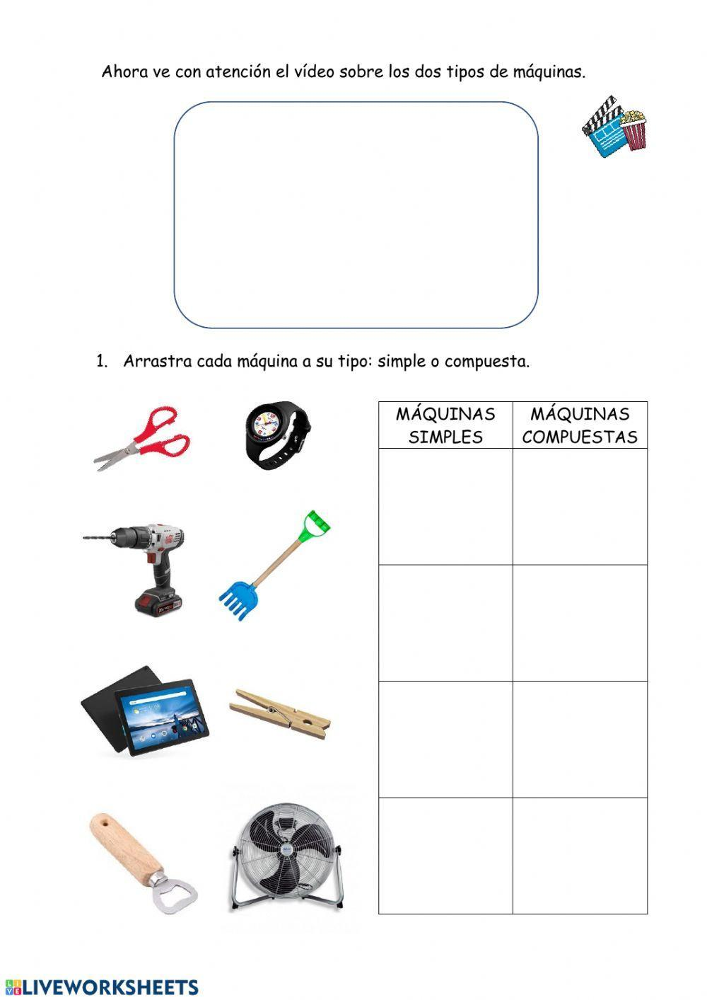 Ahora ve con atención el vídeo sobre los dos tipos de máquinas.
1. Arrastra cada máquina a su tipo: simple o compuesta.
MÁQUINAS
SIMPLES
MÁQUINAS
COMPUESTAS
LIVEWORKSHEETS